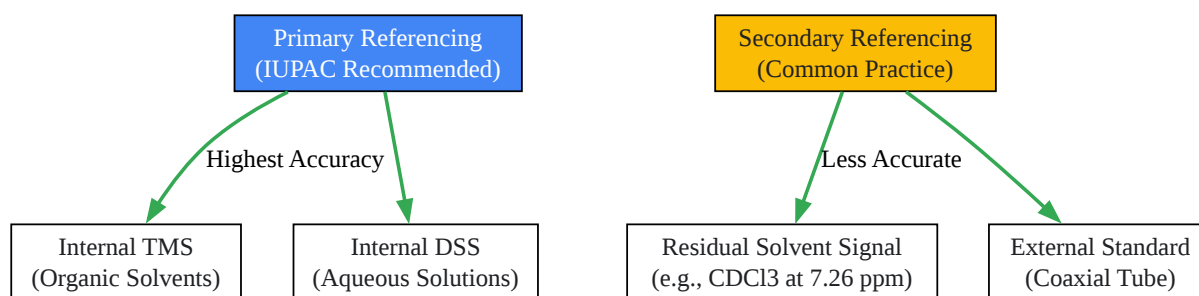 Primary Referencing
(IUPAC Recommended)
Secondary Referencing
(Common Practice)
Highest Accuracy
Less Accurate
Internal TMS
(Organic Solvents)
Internal DSS
(Aqueous Solutions)
Residual Solvent Signal
(e.g., CDCl3 at 7.26 ppm)
External Standard
(Coaxial Tube)